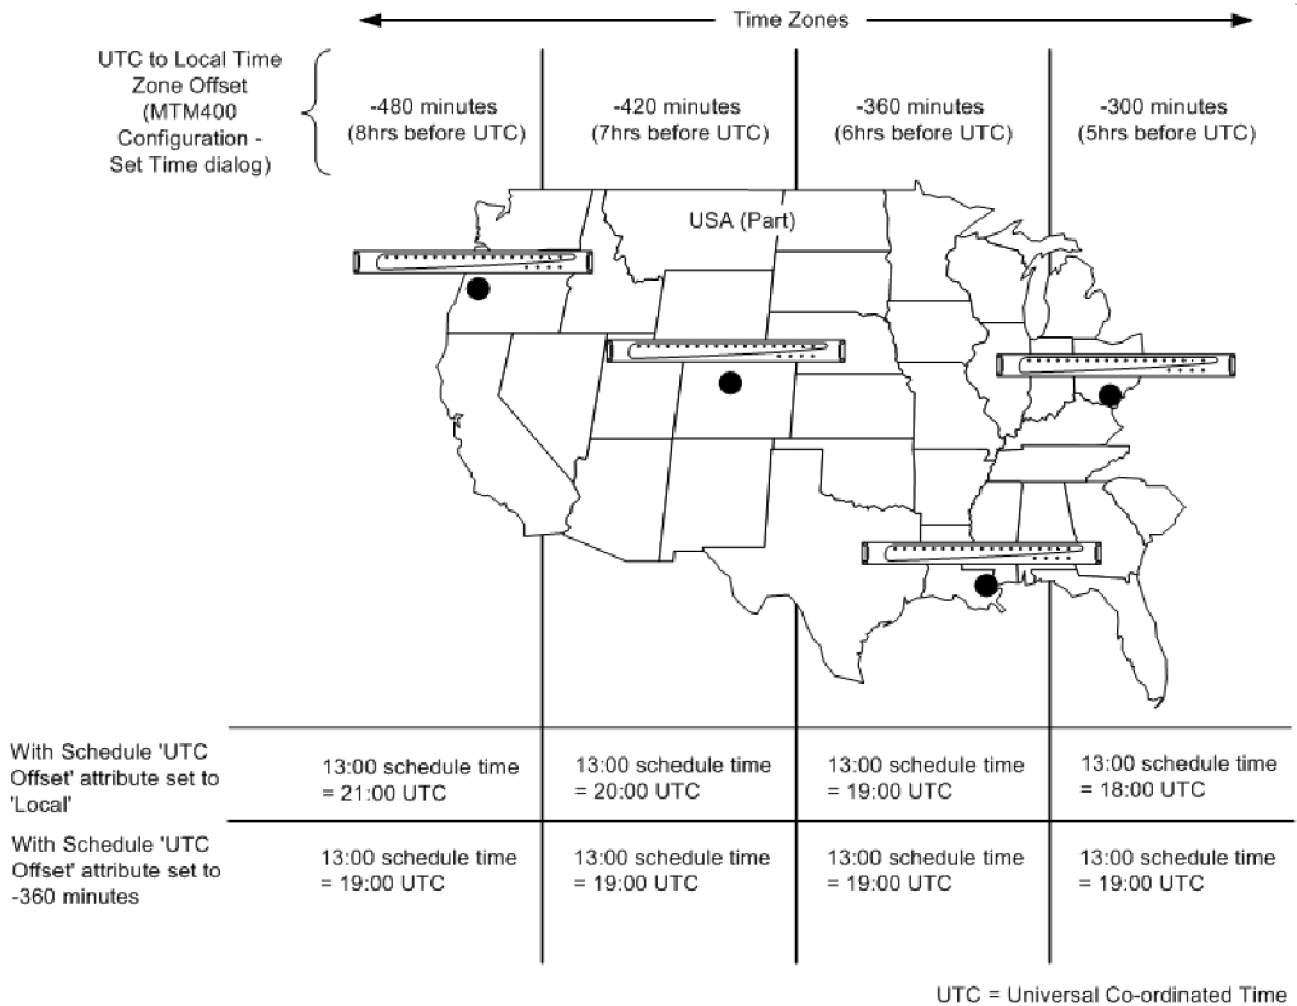 Time Zones
UTC to Local Time
Zone Offset
(MTM400
Configuration -
Set Time dialog)
-480 minutes
(8hrs before UTC)
-420 minutes
(7hrs before UTC)
-360 minutes
(6hrs before UTC)
-300 minutes
(5hrs before UTC)
USA (Part)
With Schedule 'UTC
Offset' attribute set to
'Local'
13:00 schedule time
= 21:00 UTC
13:00 schedule time
= 20:00 UTC
13:00 schedule time
= 19:00 UTC
13:00 schedule time
= 18:00 UTC
With Schedule 'UTC
Offset' attribute set to
-360 minutes
13:00 schedule time
= 19:00 UTC
13:00 schedule time
= 19:00 UTC
13:00 schedule time
= 19:00 UTC
13:00 schedule time
= 19:00 UTC
UTC = Universal Co-ordinated Time